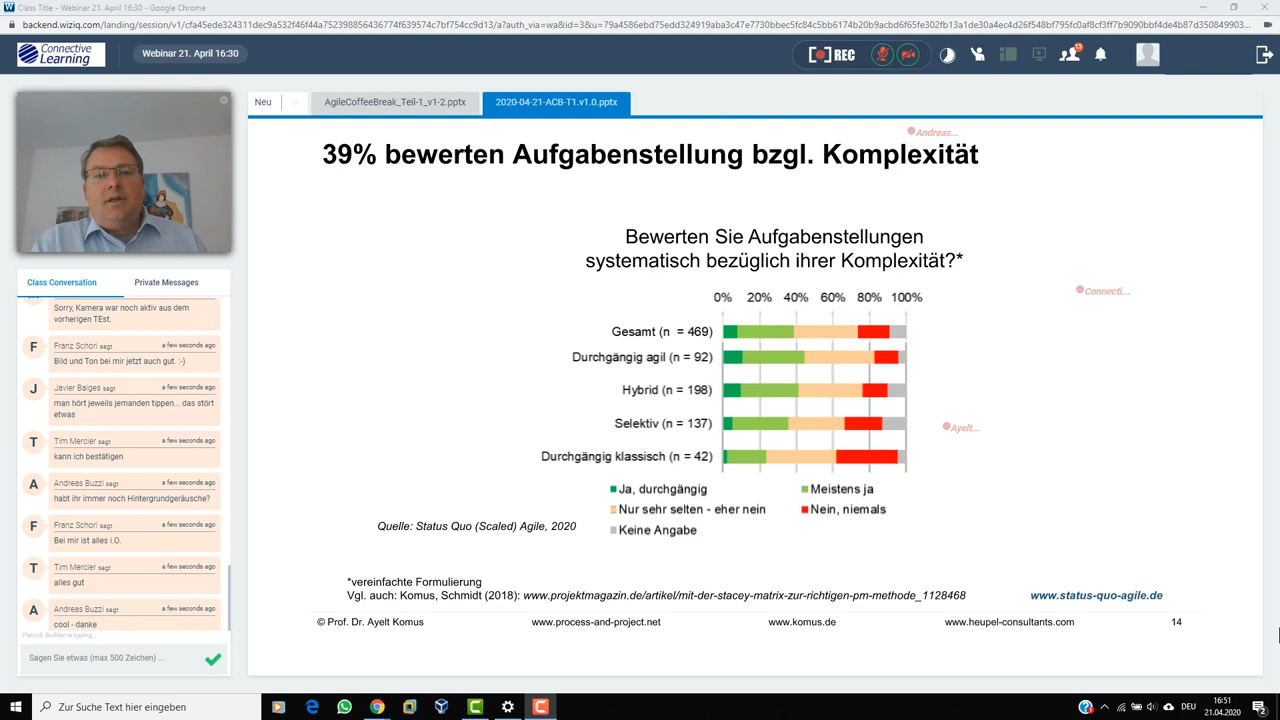 Class Title - Webinar 21. April 16:30 - Google Chrome
Connective
Learning
Webinar 21. April 16:30
REC
15
Neu
AgileCoffeeBreak_Teil-1_v1-2.pptx
2020-04-21-ACB-T1.v1.0.pptx
Andreas...
39% bewerten Aufgabenstellung bzgl. Komplexität
Bewerten Sie Aufgabenstellungen
systematisch bezüglich ihrer Komplexität?*
Connecti...
0% 20% 40% 60% 80% 100%
Gesamt (n = 469)
Durchgängig agil (n = 92)
Hybrid (n = 198)
Selektiv (n = 137)
Ayelt...
Durchgängig klassisch (n = 42)
Ja, durchgängig
Meistens ja
Nur sehr selten - eher nein
Nein, niemals
Keine Angabe
Quelle: Status Quo (Scaled) Agile, 2020
*vereinfachte Formulierung
Vgl. auch: Komus, Schmidt (2018): www.projektmagazin.de/artikel/mit-der-stacey-matrix-zur-richtigen-pm-methode_1128468
www.status-quo-agile.de
© Prof. Dr. Ayelt Komus
www.process-and-project.net
www.komus.de
www.heupel-consultants.com
14
Class Conversation
Private Messages
Sorry, Kamera war noch aktiv aus dem
vorherigen TEst.
F
Franz Schori sagt
a few seconds ago
Bild und Ton bei mir jetzt auch gut. :-)
J
Javier Baiges sagt
a few seconds ago
man hört jeweils jemanden tippen... das stört
etwas
T
Tim Mercier sagt
a few seconds ago
kann ich bestätigen
A
Andreas Buzzi sagt
a few seconds ago
habt ihr immer noch Hintergrundgeräusche?
F
Franz Schori sagt
a few seconds ago
Bei mir ist alles i.O.
T
Tim Mercier sagt
a few seconds ago
alles gut
A
Andreas Buzzi sagt
a few seconds ago
cool - danke
is typing...
Sagen Sie etwas (max 500 Zeichen) ...
Zur Suche Text hier eingeben
DEU
16:51
21.04.2020
2